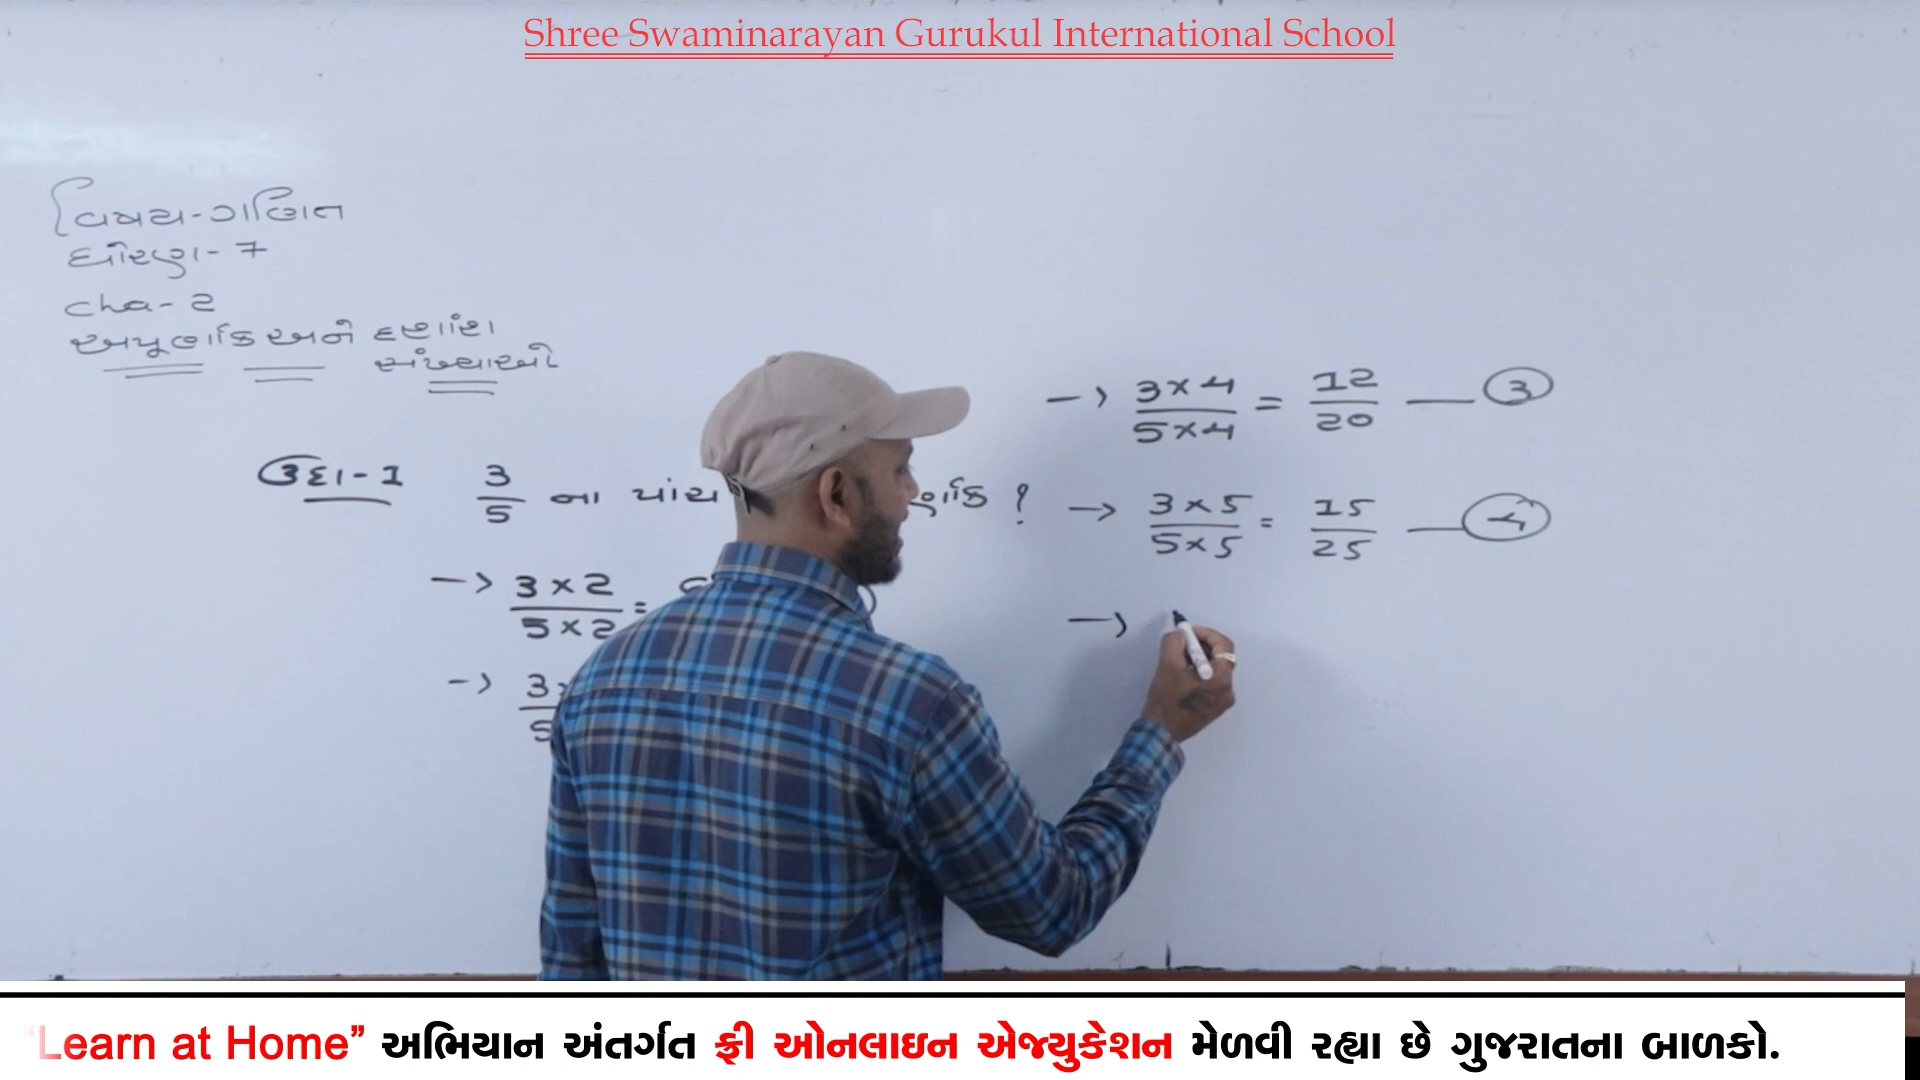 Shree Swaminarayan Gurukul International School
વિષય-ગણિત
ધોરણ-7
cha-2
અપૂર્ણાંક અને દશાંશ
સંખ્યાઓ
ઉદા-1 3/5 ના પાંચ ?
→ 3×2/5×2 =
→ 3
→ 3×4/5×4 = 12/20 — ૩
→ 3×5/5×5 = 15/25 — ૪
→
“Learn at Home” અભિયાન અંતર્ગત ફ્રી ઓનલાઇન એજ્યુકેશન મેળવી રહ્યા છે ગુજરાતના બાળકો.